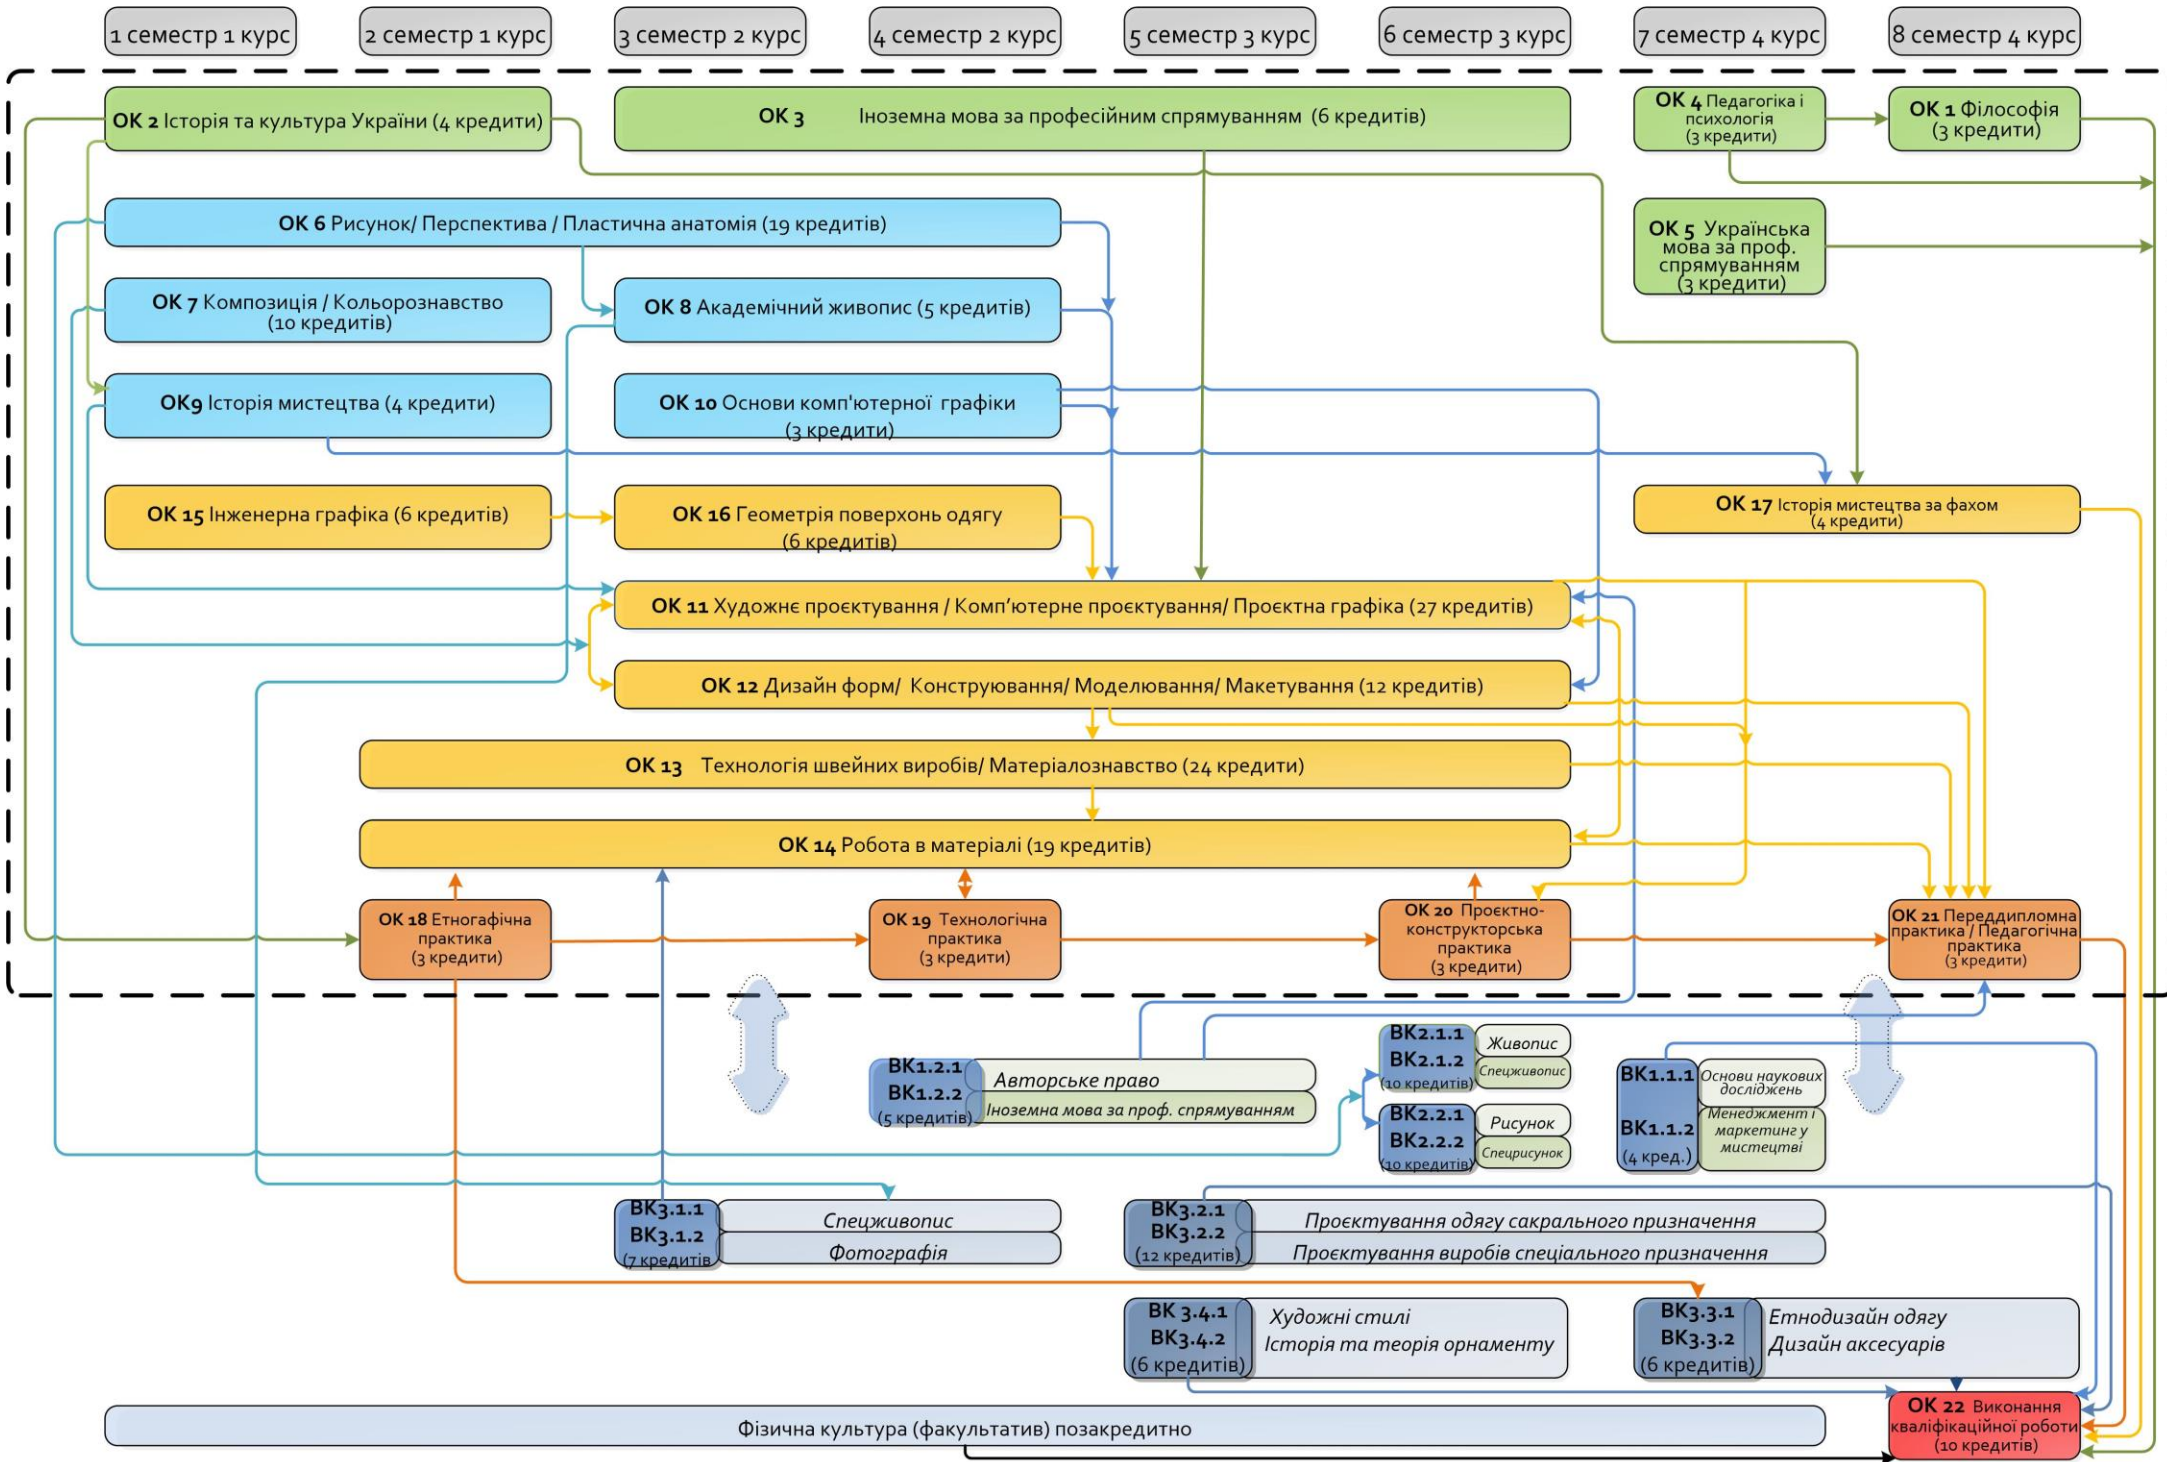 1 семестр 1 курс
2 семестр 1 курс
3 семестр 2 курс
4 семестр 2 курс
5 семестр 3 курс
6 семестр 3 курс
7 семестр 4 курс
8 семестр 4 курс
ОК 2 Історія та культура України (4 кредити)
ОК 3 Іноземна мова за професійним спрямуванням (6 кредитів)
ОК 4 Педагогіка і
психологія
(3 кредити)
ОК 1 Філософія
(3 кредити)
ОК 6 Рисунок/ Перспектива / Пластична анатомія (19 кредитів)
ОК 5 Українська
мова за проф.
спрямуванням
(3 кредити)
ОК 7 Композиція / Кольорознавство
(10 кредитів)
ОК 8 Академічний живопис (5 кредитів)
ОК9 Історія мистецтва (4 кредити)
ОК 10 Основи комп'ютерної графіки
(3 кредити)
ОК 15 Інженерна графіка (6 кредитів)
ОК 16 Геометрія поверхонь одягу
(6 кредитів)
ОК 17 Історія мистецтва за фахом
(4 кредити)
ОК 11 Художнє проєктування / Комп’ютерне проєктування/ Проєктна графіка (27 кредитів)
ОК 12 Дизайн форм/ Конструювання/ Моделювання/ Макетування (12 кредитів)
ОК 13 Технологія швейних виробів/ Матеріалознавство (24 кредити)
ОК 14 Робота в матеріалі (19 кредитів)
ОК 18 Етногафічна
практика
(3 кредити)
ОК 19 Технологічна
практика
(3 кредити)
ОК 20 Проєктно-
конструкторська
практика
(3 кредити)
ОК 21 Переддипломна
практика / Педагогічна
практика
(3 кредити)
ВК1.2.1
ВК1.2.2
(5 кредитів)
Авторське право
Іноземна мова за проф. спрямуванням
ВК2.1.1
ВК2.1.2
(10 кредитів)
Живопис
Спецживопис
ВК2.2.1
ВК2.2.2
(10 кредитів)
Рисунок
Спецрисунок
ВК1.1.1
ВК1.1.2
(4 кред.)
Основи наукових
досліджень
Менеджмент і
маркетинг у
мистецтві
ВК3.1.1
ВК3.1.2
(7 кредитів
Спецживопис
Фотографія
ВК3.2.1
ВК3.2.2
(12 кредитів)
Проєктування одягу сакрального призначення
Проєктування виробів спеціального призначення
ВК 3.4.1
ВК3.4.2
(6 кредитів)
Художні стилі
Історія та теорія орнаменту
ВК3.3.1
ВК3.3.2
(6 кредитів)
Етнодизайн одягу
Дизайн аксесуарів
Фізична культура (факультатив) позакредитно
ОК 22 Виконання
кваліфікаційної роботи
(10 кредитів)